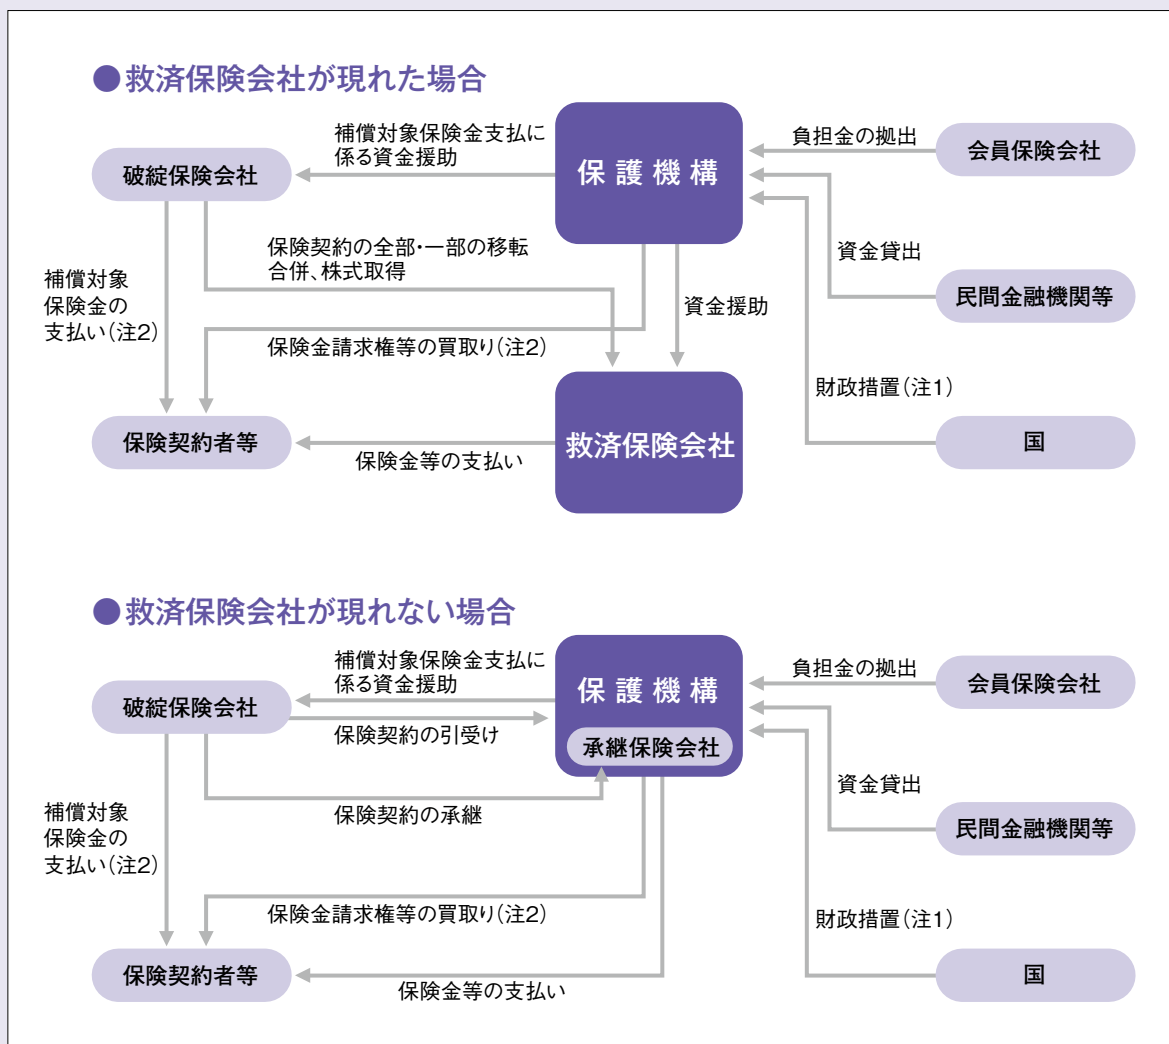 ●救済保険会社が現れた場合
補償対象保険金支払に
係る資金援助
保護機構
負担金の拠出
会員保険会社
破綻保険会社
保険契約の全部・一部の移転
合併、株式取得
資金貸出
補償対象
保険金の
支払い(注2)
資金援助
民間金融機関等
保険金請求権等の買取り(注2)
財政措置(注1)
保険契約者等
救済保険会社
国
保険金等の支払い
●救済保険会社が現れない場合
補償対象保険金支払に
係る資金援助
保護機構
負担金の拠出
会員保険会社
破綻保険会社
保険契約の引受け
承継保険会社
資金貸出
補償対象
保険金の
支払い(注2)
保険契約の承継
民間金融機関等
保険金請求権等の買取り(注2)
財政措置(注1)
保険契約者等
国
保険金等の支払い